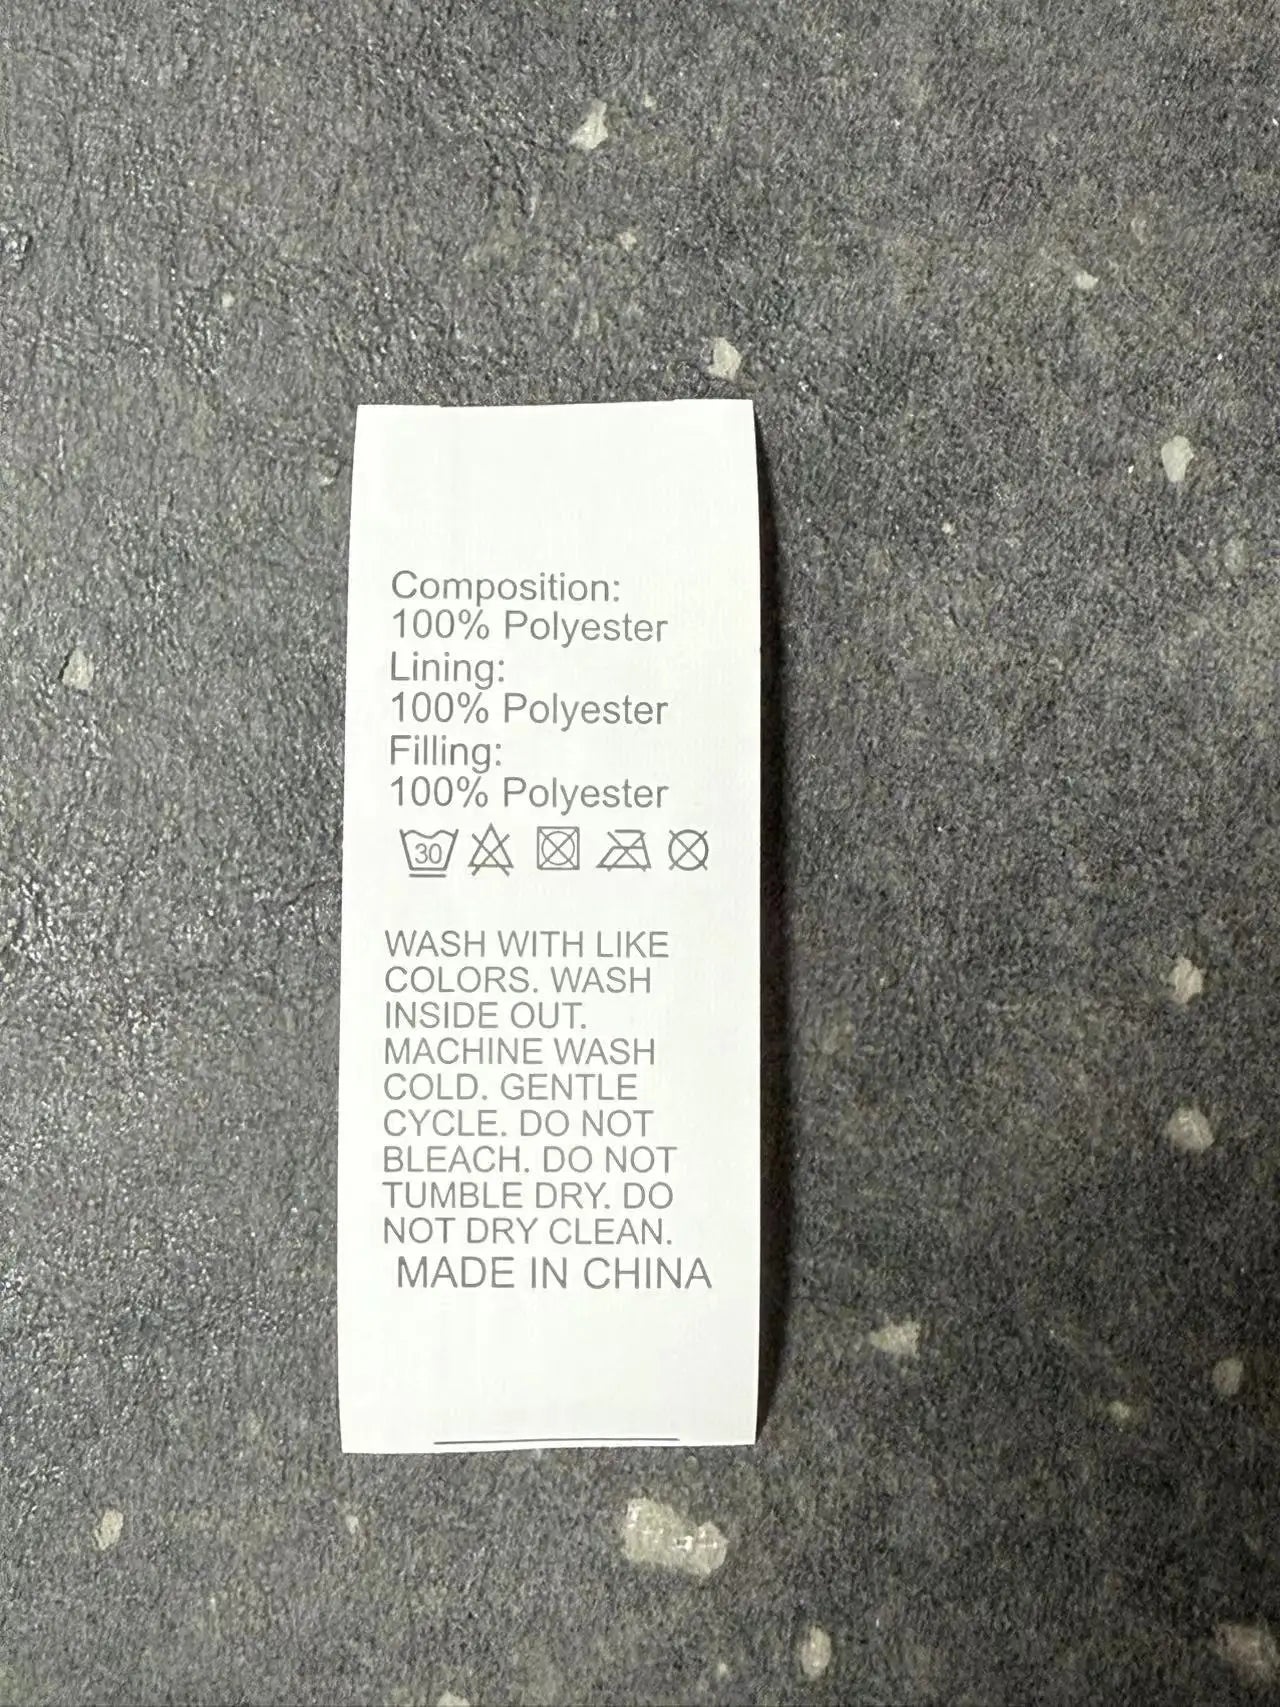 Composition:
100% Polyester
Lining:
100% Polyester
Filling:
100% Polyester
30
WASH WITH LIKE
COLORS. WASH
INSIDE OUT.
MACHINE WASH
COLD. GENTLE
CYCLE. DO NOT
BLEACH. DO NOT
TUMBLE DRY. DO
NOT DRY CLEAN.
MADE IN CHINA